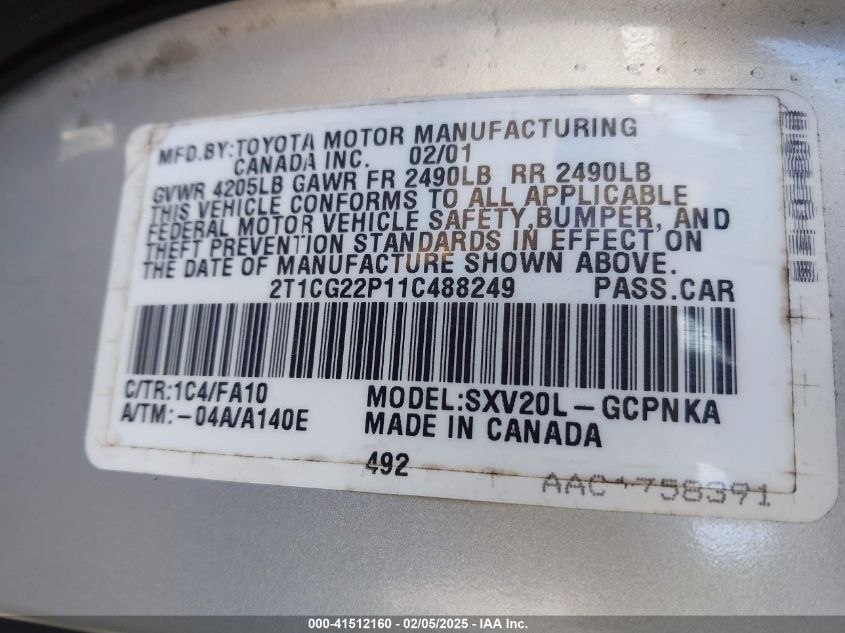 MFD.BY:TOYOTA MOTOR MANUFACTURING
CANADA INC. 02/01
GVWR 4205LB GAWR FR 2490LB RR 2490LB
THIS VEHICLE CONFORMS TO ALL APPLICABLE
FEDERAL MOTOR VEHICLE SAFETY,BUMPER, AND
THEFT PREVENTION STANDARDS IN EFFECT ON
THE DATE OF MANUFACTURE SHOWN ABOVE.
2T1CG22P11C488249 PASS.CAR
C/TR:1C4/FA10 MODEL:SXV20L-GCPNKA
A/TM:-04A/A140E MADE IN CANADA
492
AAC*758391
000-41512160 - 02/05/2025 - IAA Inc.